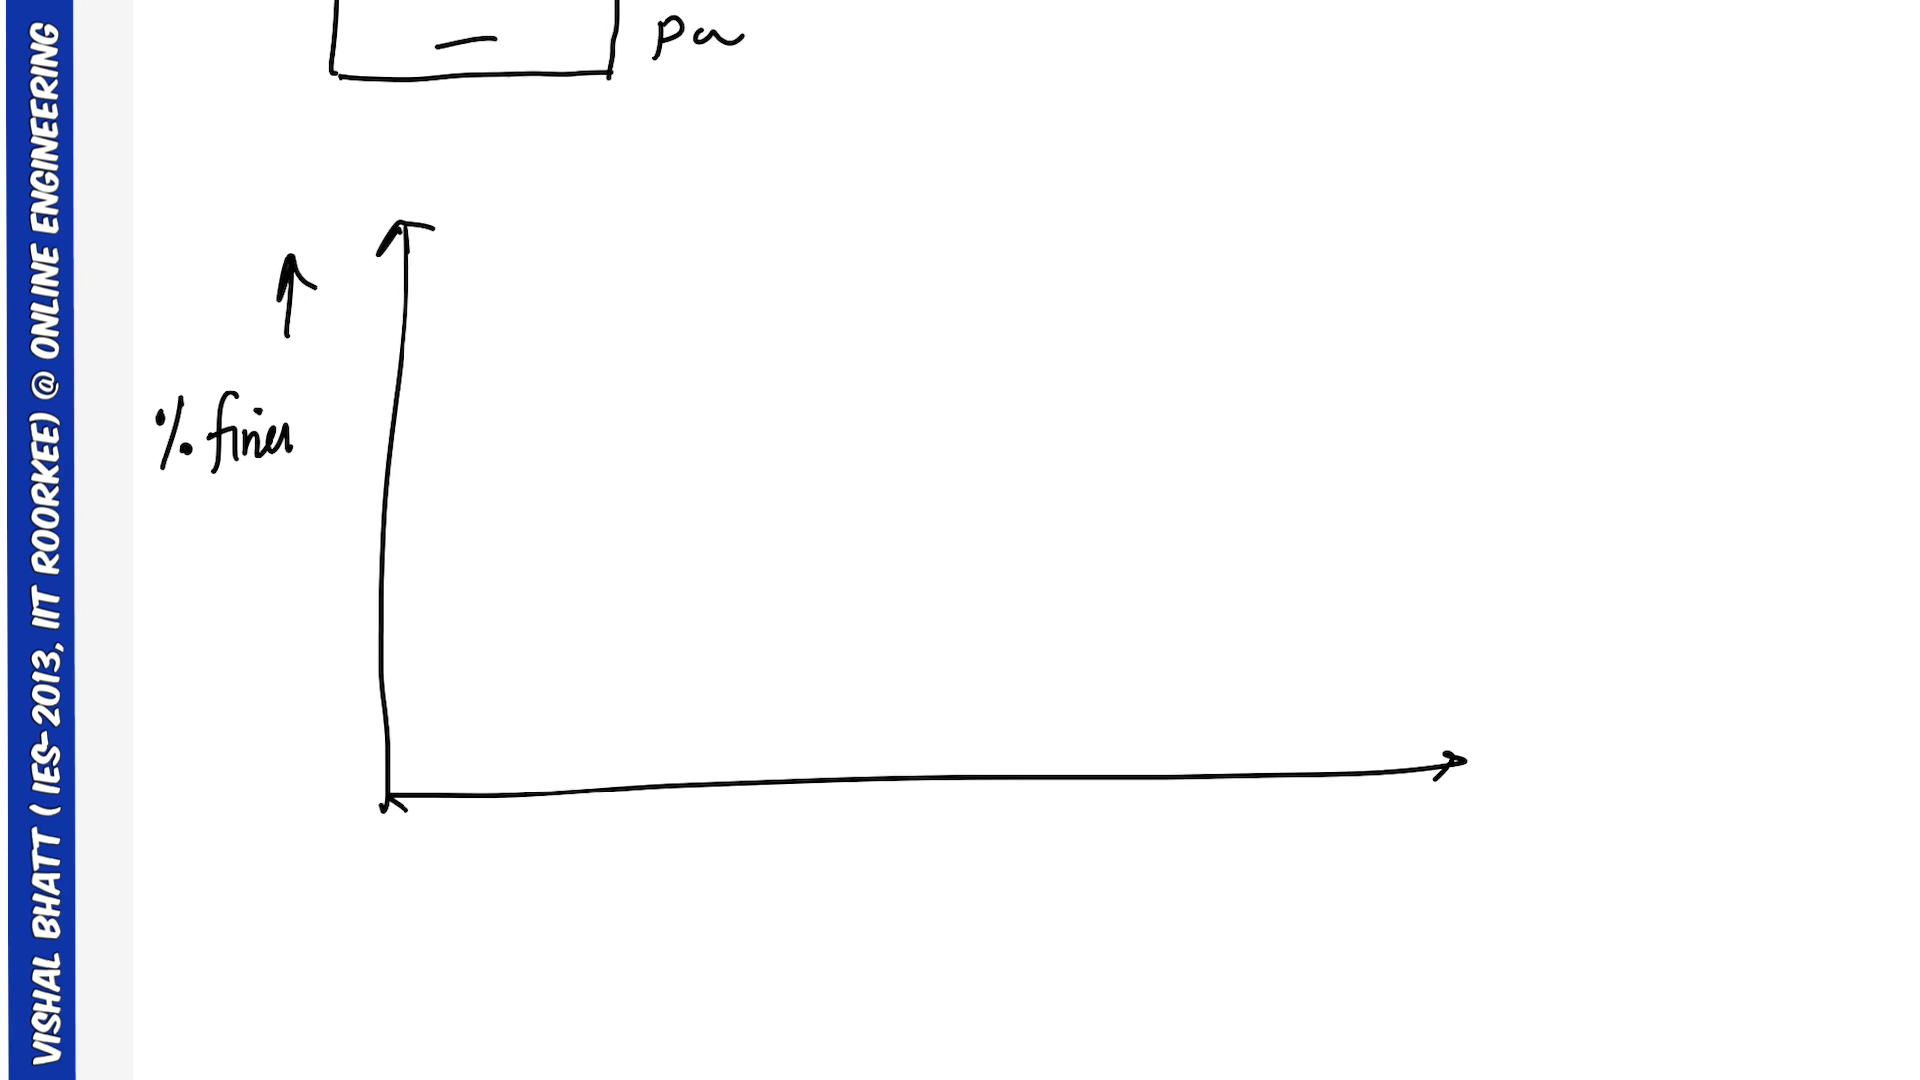 pan
% finer
VISHAL BHATT ( IES-2013, IIT ROORKEE) @ ONLINE ENGINEERING